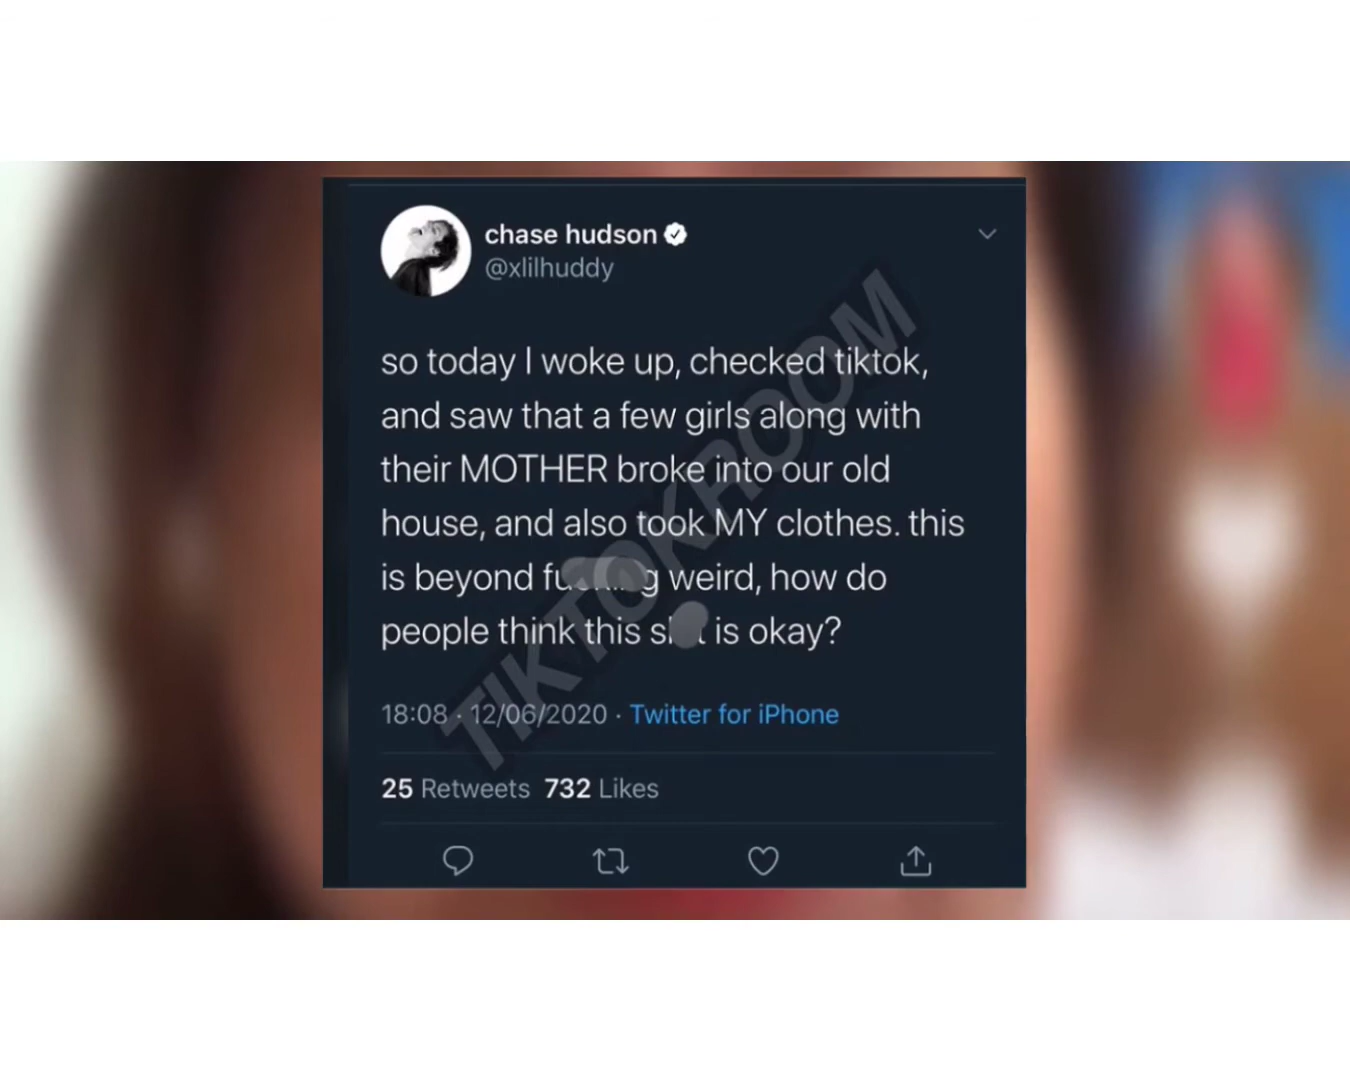 chase hudson
@xlilhuddy
so today I woke up, checked tiktok,
and saw that a few girls along with
their MOTHER broke into our old
house, and also took MY clothes. this
is beyond weird, how do
people think this is okay?
18:08 · 12/06/2020 · Twitter for iPhone
25 Retweets 732 Likes
TIKTOKROOM